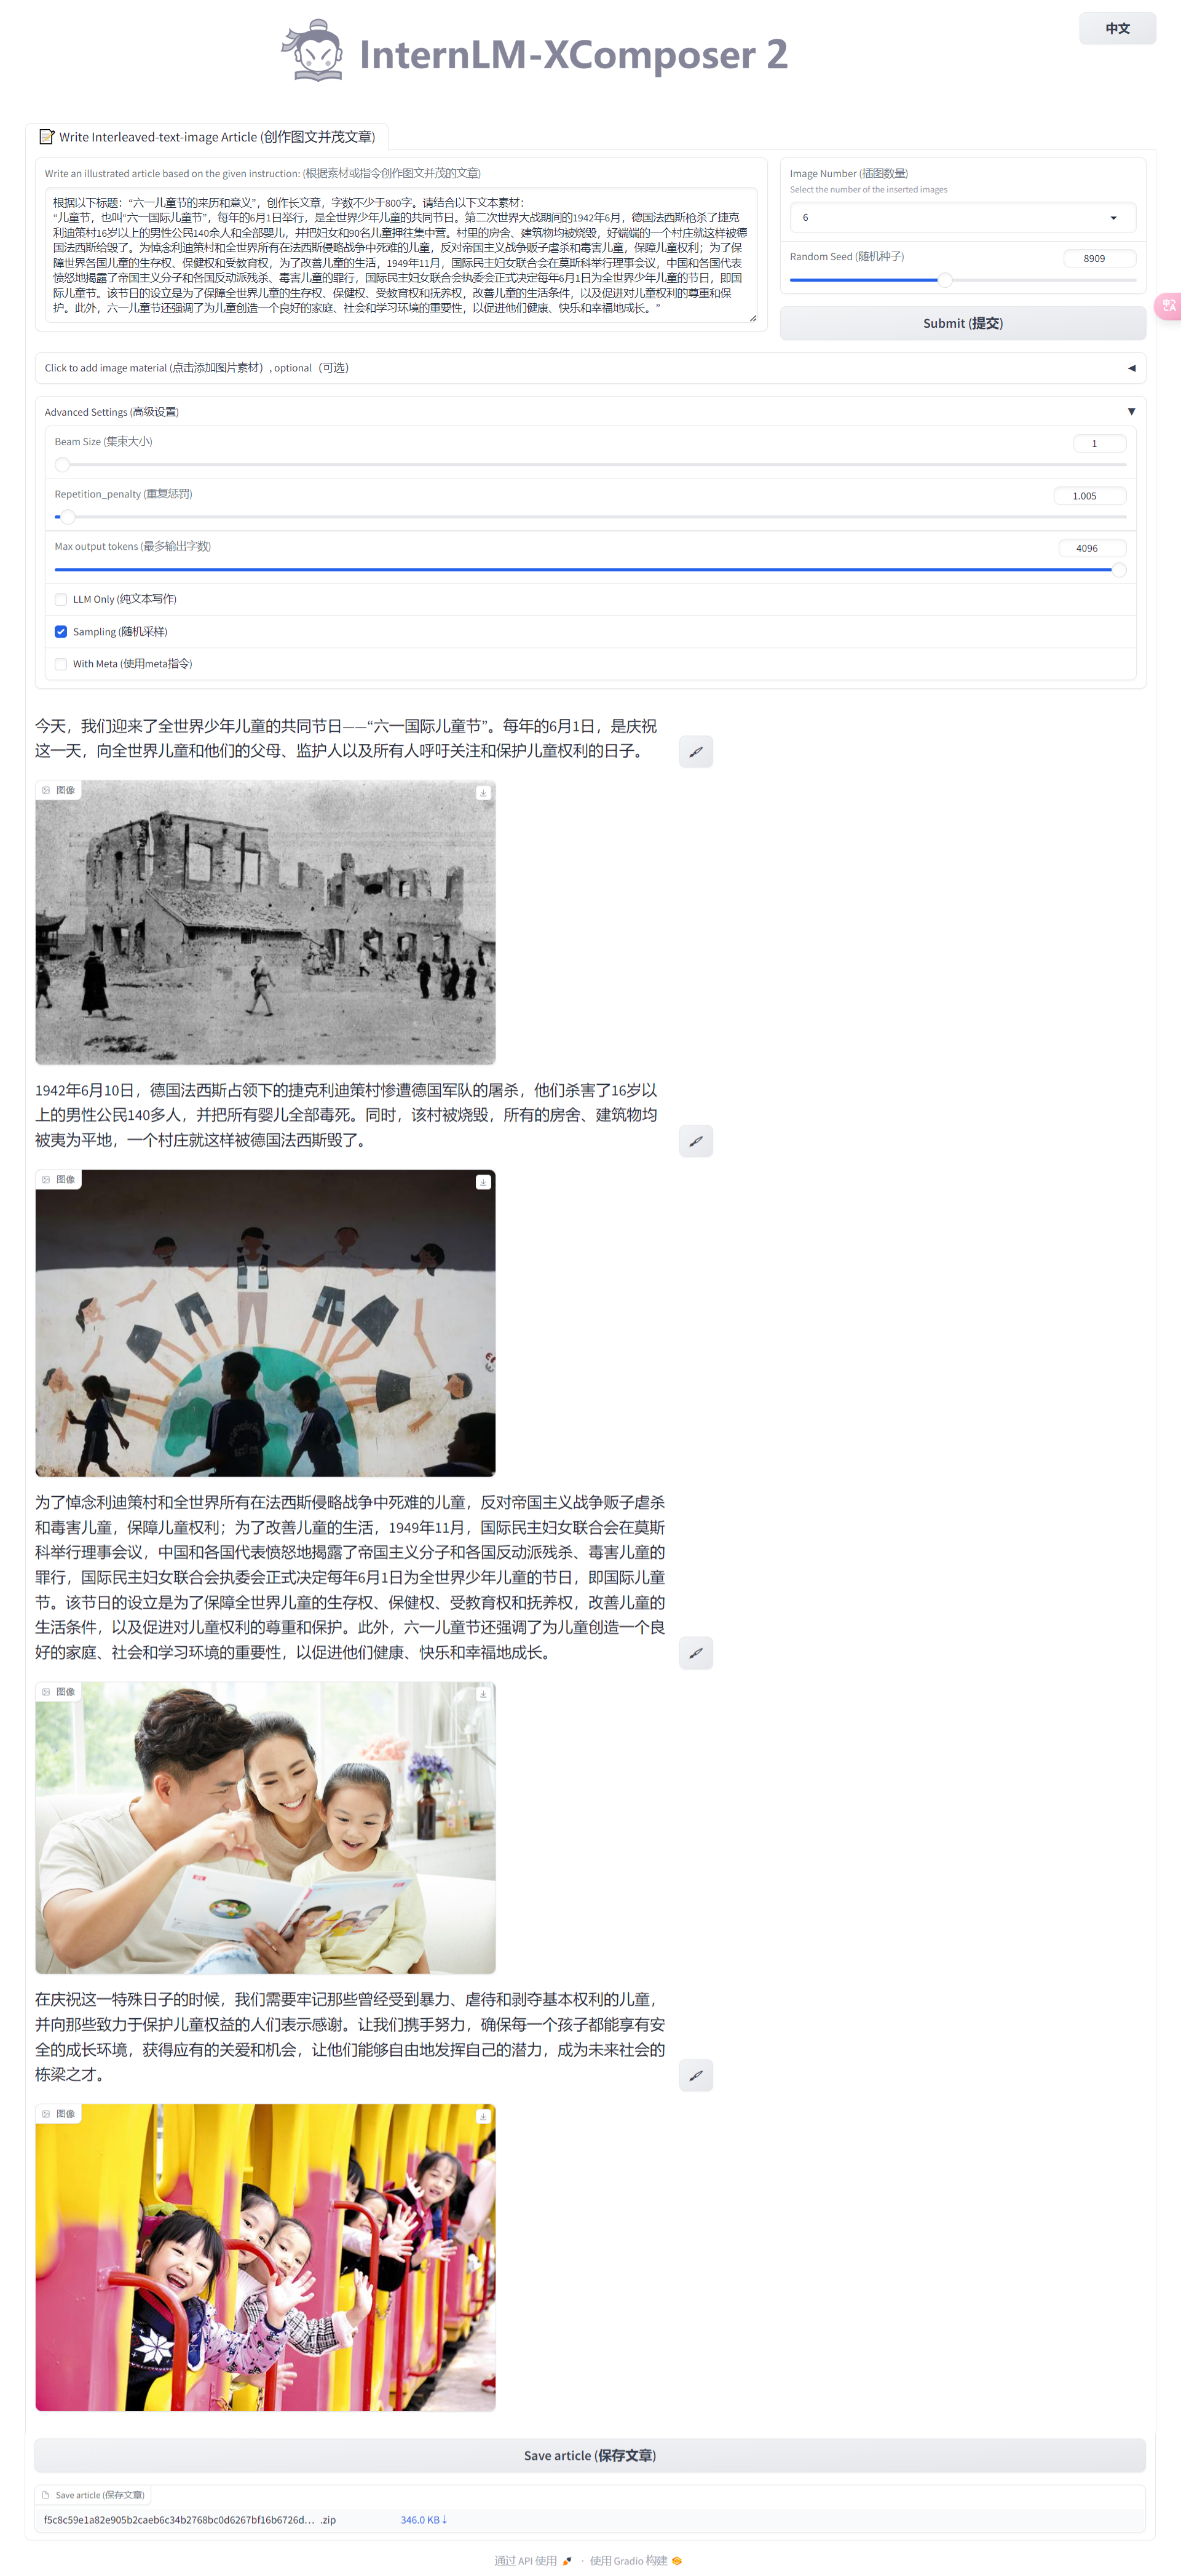 InternLM-XComposer 2
中文
Write Interleaved-text-image Article (创作图文并茂文章)
Write an illustrated article based on the given instruction: (根据素材或指令创作图文并茂的文章)
根据以下标题：“六一儿童节的来历和意义”，创作长文章，字数不少于800字。请结合以下文本素材：
“儿童节，也叫“六一国际儿童节”，每年的6月1日举行，是全世界少年儿童的共同节日。第二次世界大战期间的1942年6月，德国法西斯枪杀了捷克
利迪策村16岁以上的男性公民140余人和全部婴儿，并把妇女和90名儿童押往集中营。村里的房舍、建筑物均被烧毁，好端端的一个村庄就这样被德
国法西斯给毁了。为悼念利迪策村和全世界所有在法西斯侵略战争中死难的儿童，反对帝国主义战争贩子虐杀和毒害儿童，保障儿童权利；为了保
障世界各国儿童的生存权、保健权和受教育权，为了改善儿童的生活，1949年11月，国际民主妇女联合会在莫斯科举行理事会议，中国和各国代表
愤怒地揭露了帝国主义分子和各国反动派残杀、毒害儿童的罪行，国际民主妇女联合会执委会正式决定每年6月1日为全世界少年儿童的节日，即国
际儿童节。该节日的设立是为了保障全世界儿童的生存权、保健权、受教育权和抚养权，改善儿童的生活条件，以及促进对儿童权利的尊重和保
护。此外，六一儿童节还强调了为儿童创造一个良好的家庭、社会和学习环境的重要性，以促进他们健康、快乐和幸福地成长。”
Image Number (插图数量)
Select the number of the inserted images
6
Random Seed (随机种子)
8909
Submit (提交)
Click to add image material (点击添加图片素材）, optional（可选）
Advanced Settings (高级设置)
Beam Size (集束大小)
1
Repetition_penalty (重复惩罚)
1.005
Max output tokens (最多输出字数)
4096
LLM Only (纯文本写作)
Sampling (随机采样)
With Meta (使用meta指令)
今天，我们迎来了全世界少年儿童的共同节日——“六一国际儿童节”。每年的6月1日，是庆祝
这一天，向全世界儿童和他们的父母、监护人以及所有人呼吁关注和保护儿童权利的日子。
图像
1942年6月10日，德国法西斯占领下的捷克利迪策村惨遭德国军队的屠杀，他们杀害了16岁以
上的男性公民140多人，并把所有婴儿全部毒死。同时，该村被烧毁，所有的房舍、建筑物均
被夷为平地，一个村庄就这样被德国法西斯毁了。
图像
为了悼念利迪策村和全世界所有在法西斯侵略战争中死难的儿童，反对帝国主义战争贩子虐杀
和毒害儿童，保障儿童权利；为了改善儿童的生活，1949年11月，国际民主妇女联合会在莫斯
科举行理事会议，中国和各国代表愤怒地揭露了帝国主义分子和各国反动派残杀、毒害儿童的
罪行，国际民主妇女联合会执委会正式决定每年6月1日为全世界少年儿童的节日，即国际儿童
节。该节日的设立是为了保障全世界儿童的生存权、保健权、受教育权和抚养权，改善儿童的
生活条件，以及促进对儿童权利的尊重和保护。此外，六一儿童节还强调了为儿童创造一个良
好的家庭、社会和学习环境的重要性，以促进他们健康、快乐和幸福地成长。
图像
在庆祝这一特殊日子的时候，我们需要牢记那些曾经受到暴力、虐待和剥夺基本权利的儿童，
并向那些致力于保护儿童权益的人们表示感谢。让我们携手努力，确保每一个孩子都能享有安
全的成长环境，获得应有的关爱和机会，让他们能够自由地发挥自己的潜力，成为未来社会的
栋梁之才。
图像
Save article (保存文章)
Save article (保存文章)
f5c8c59e1a82e905b2caeb6c34b2768bc0d6267bf16b6726d... .zip
346.0 KB↓
通过 API 使用 · 使用 Gradio 构建